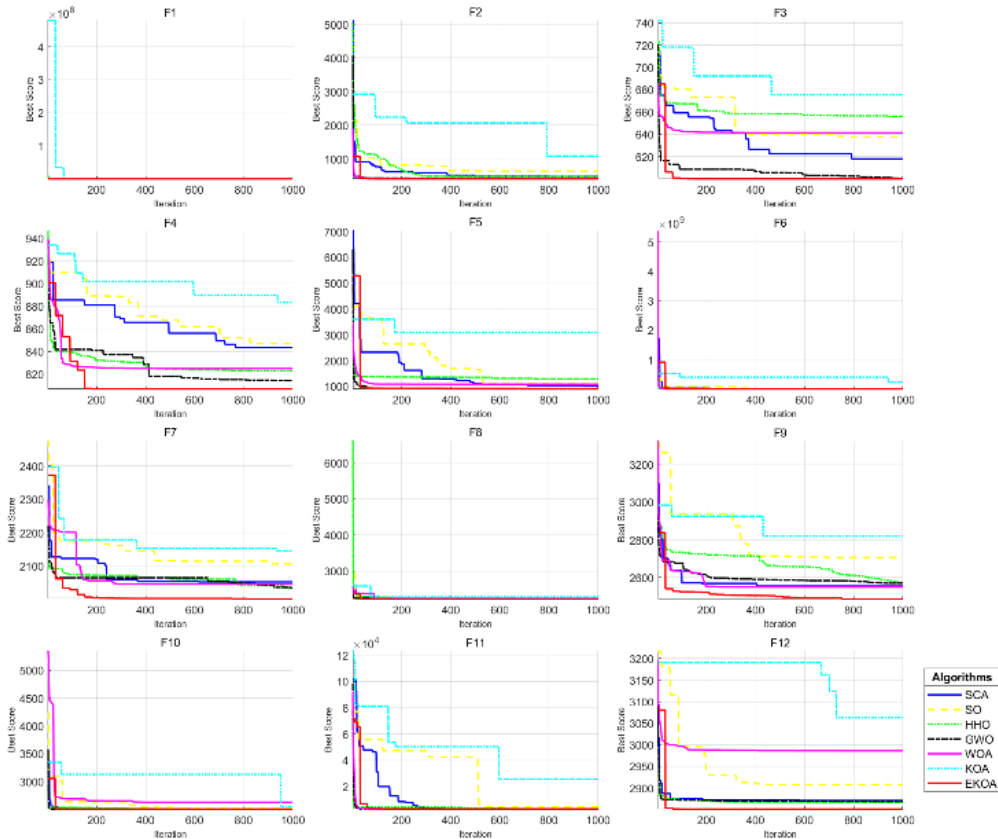 F1
F2
F3
×10^8
4
3
2
1
Best Score
200 400 600 800 1000
Iteration
5000
4000
3000
2000
1000
Best Score
200 400 600 800 1000
Iteration
740
720
700
680
660
640
620
Best Score
200 400 600 800 1000
Iteration
F4
F5
F6
940
920
900
880
860
840
820
Best Score
200 400 600 800 1000
Iteration
7000
6000
5000
4000
3000
2000
1000
Best Score
200 400 600 800 1000
Iteration
×10^9
5
4
3
2
1
Best Score
200 400 600 800 1000
Iteration
F7
F8
F9
2400
2300
2200
2100
Best Score
200 400 600 800 1000
Iteration
6000
5000
4000
3000
Best Score
200 400 600 800 1000
Iteration
3200
3000
2800
2600
Best Score
200 400 600 800 1000
Iteration
F10
F11
F12
5000
4500
4000
3500
3000
Best Score
200 400 600 800 1000
Iteration
×10^4
12
10
8
6
4
2
Best Score
200 400 600 800 1000
Iteration
3200
3150
3100
3050
3000
2950
2900
Best Score
200 400 600 800 1000
Iteration
Algorithms
SCA
SO
HHO
GWO
WOA
KOA
EKOA